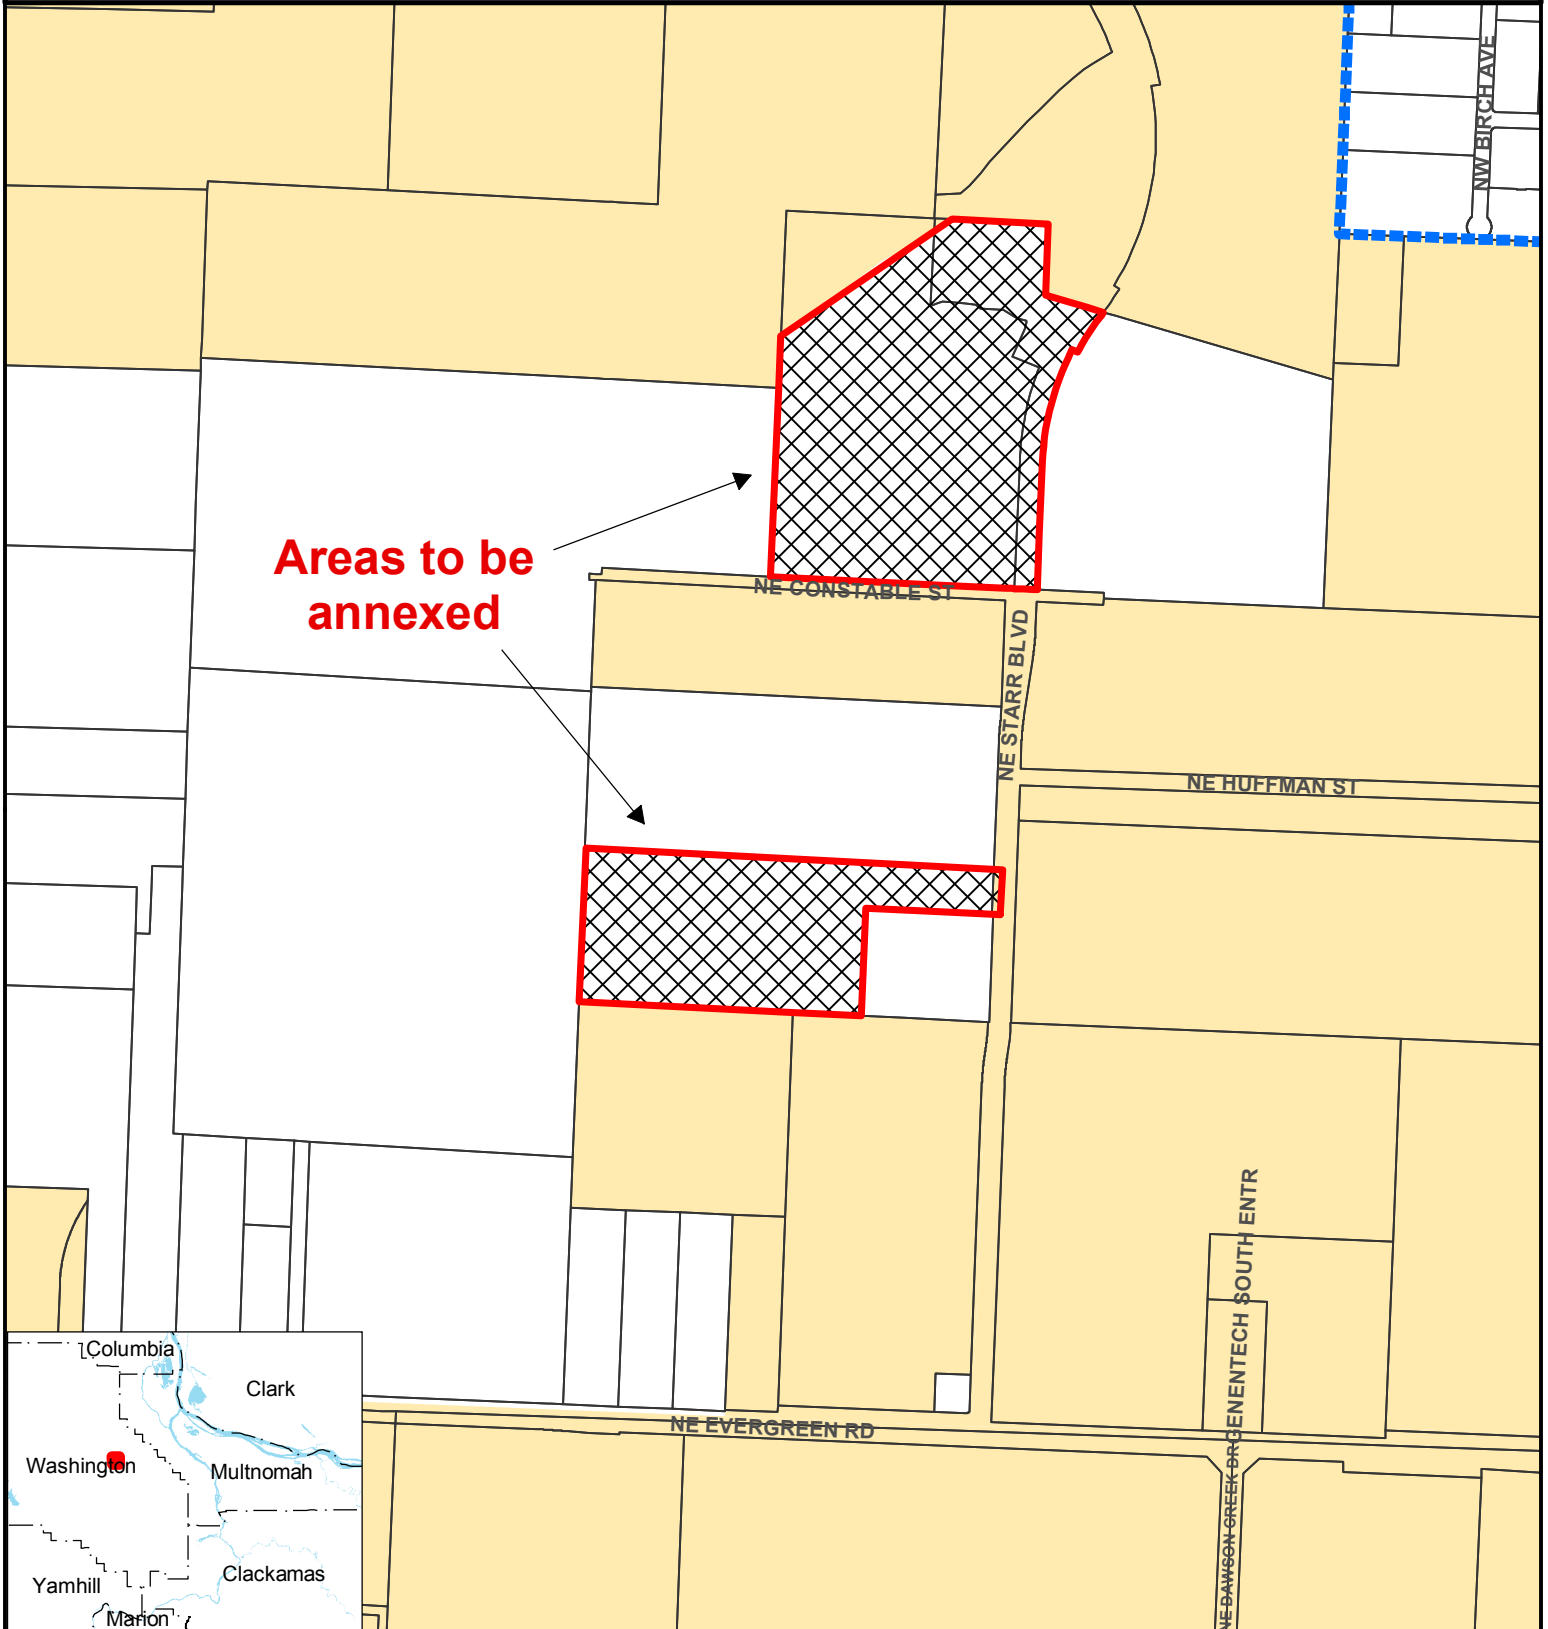 NW BIRCH AVE
Areas to be
annexed
NE CONSTABLE ST
NE STARR BLVD
NE HUFFMAN ST
GENENTECH SOUTH ENTR
NE EVERGREEN RD
NE DAWSON CREEK DR
Columbia
Clark
Washington
Multnomah
Yamhill
Clackamas
Marion